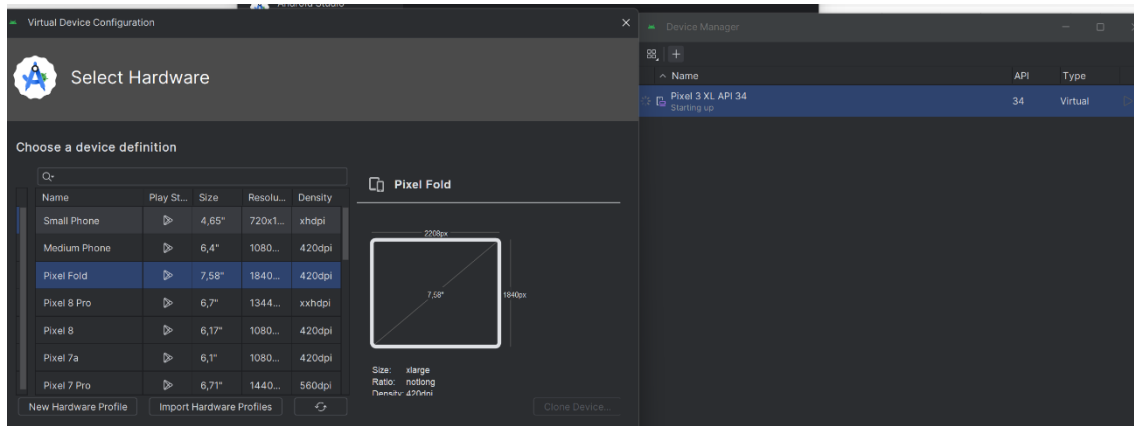 Android Studio
Virtual Device Configuration
Select Hardware
Choose a device definition
Name Play St... Size Resolu... Density
Small Phone 4,65" 720x1... xhdpi
Medium Phone 6,4" 1080... 420dpi
Pixel Fold 7,58" 1840... 420dpi
Pixel 8 Pro 6,7" 1344... xxhdpi
Pixel 8 6,17" 1080... 420dpi
Pixel 7a 6,1" 1080... 420dpi
Pixel 7 Pro 6,71" 1440... 560dpi
New Hardware Profile Import Hardware Profiles
Pixel Fold
2208px
7,58"
1840px
Size: xlarge
Ratio: notlong
Density: 420dpi
Clone Device...
Device Manager
Name API Type
Pixel 3 XL API 34 34 Virtual
Starting up